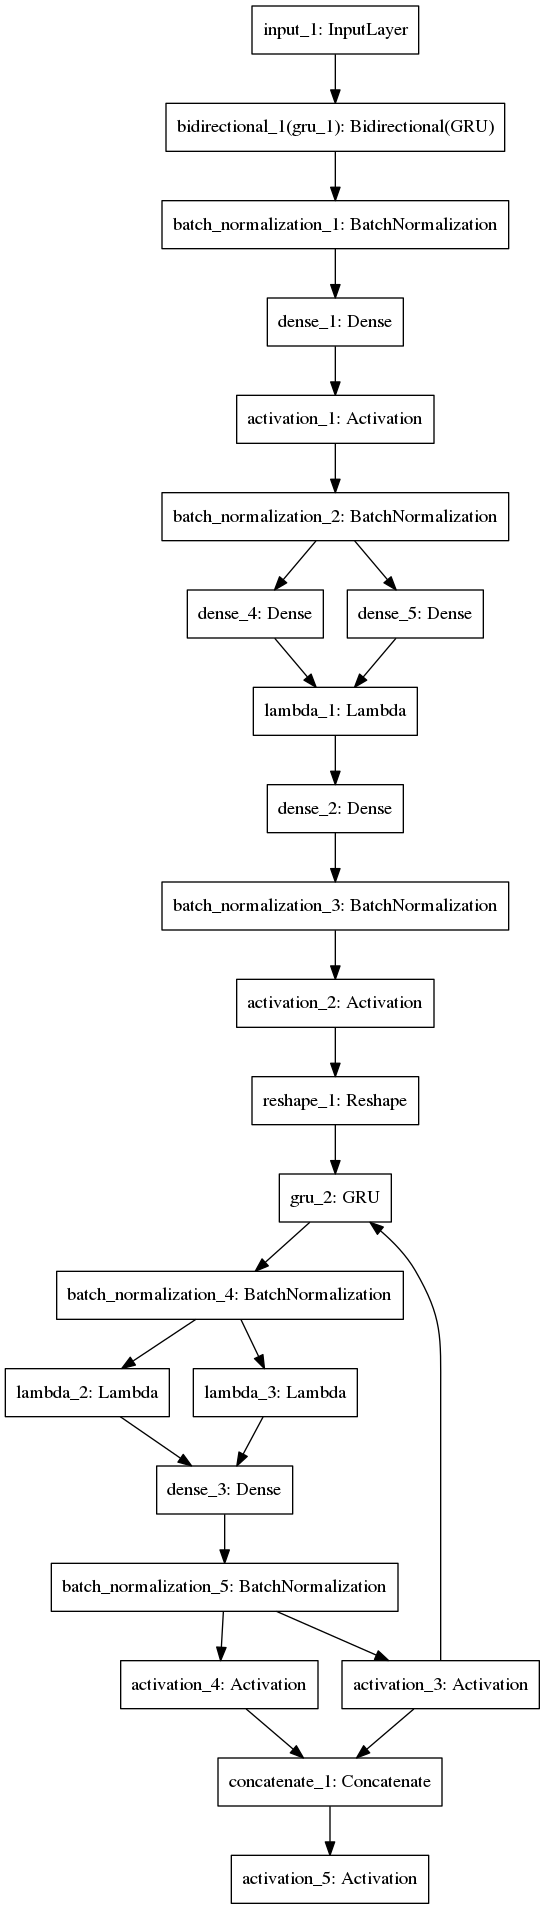 input_1: InputLayer
bidirectional_1(gru_1): Bidirectional(GRU)
batch_normalization_1: BatchNormalization
dense_1: Dense
activation_1: Activation
batch_normalization_2: BatchNormalization
dense_4: Dense
dense_5: Dense
lambda_1: Lambda
dense_2: Dense
batch_normalization_3: BatchNormalization
activation_2: Activation
reshape_1: Reshape
gru_2: GRU
batch_normalization_4: BatchNormalization
lambda_2: Lambda
lambda_3: Lambda
dense_3: Dense
batch_normalization_5: BatchNormalization
activation_4: Activation
activation_3: Activation
concatenate_1: Concatenate
activation_5: Activation